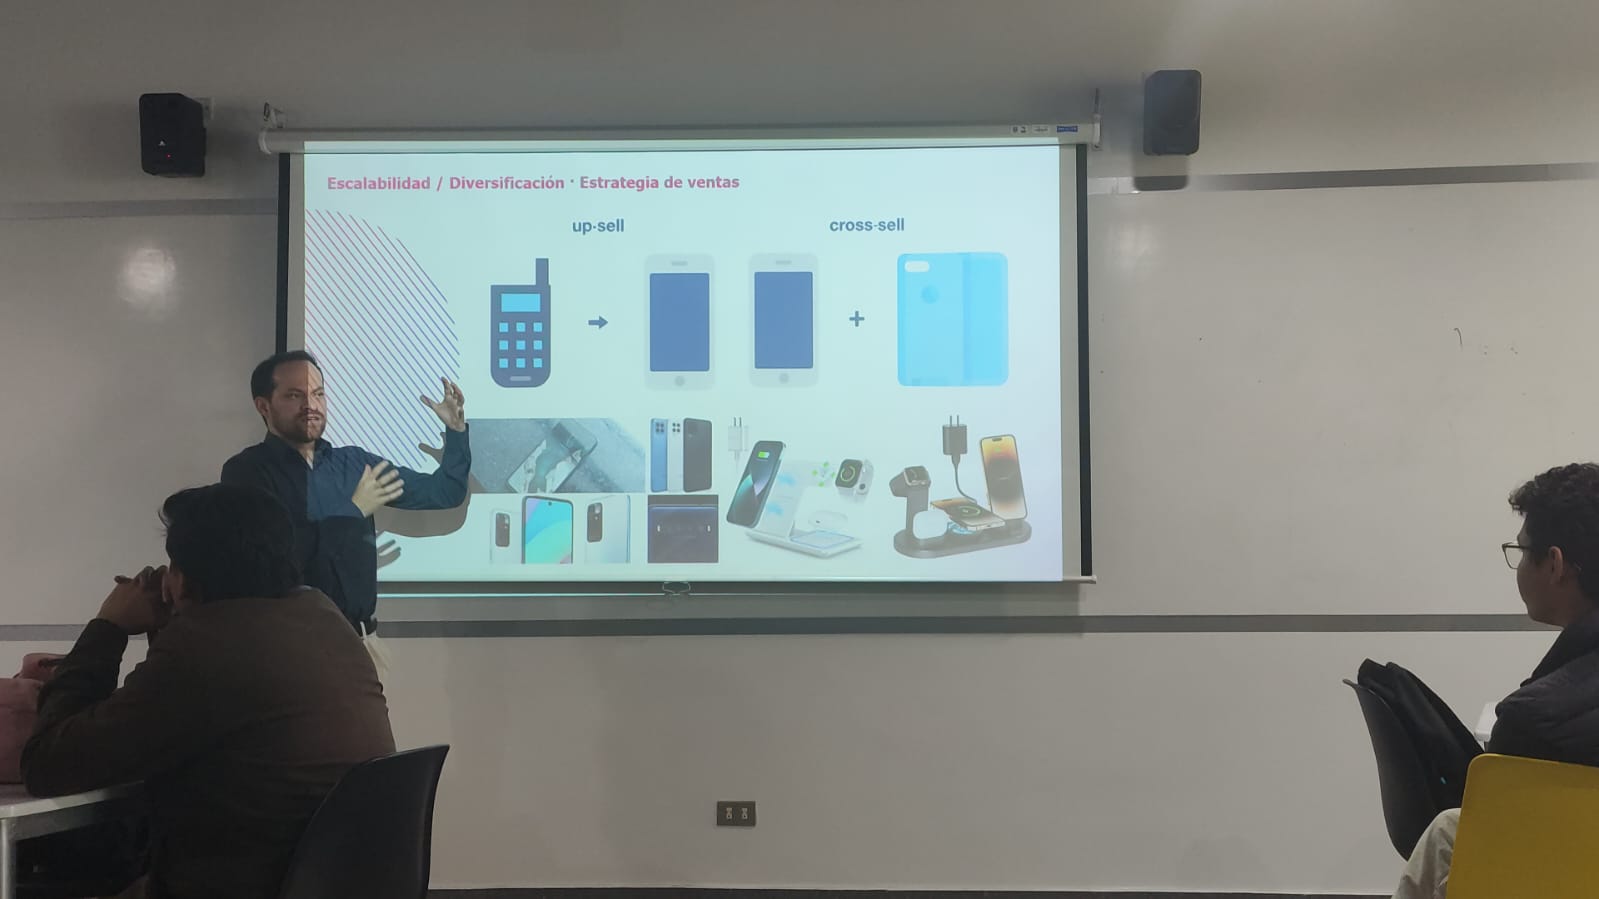 Escalabilidad / Diversificación · Estrategia de ventas
up-sell
cross-sell